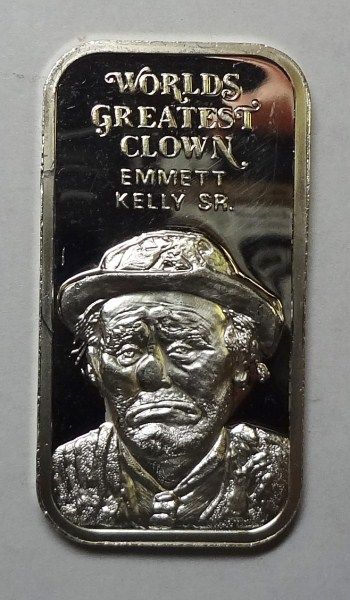 WORLDS
GREATEST
CLOWN
EMMETT
KELLY SR.